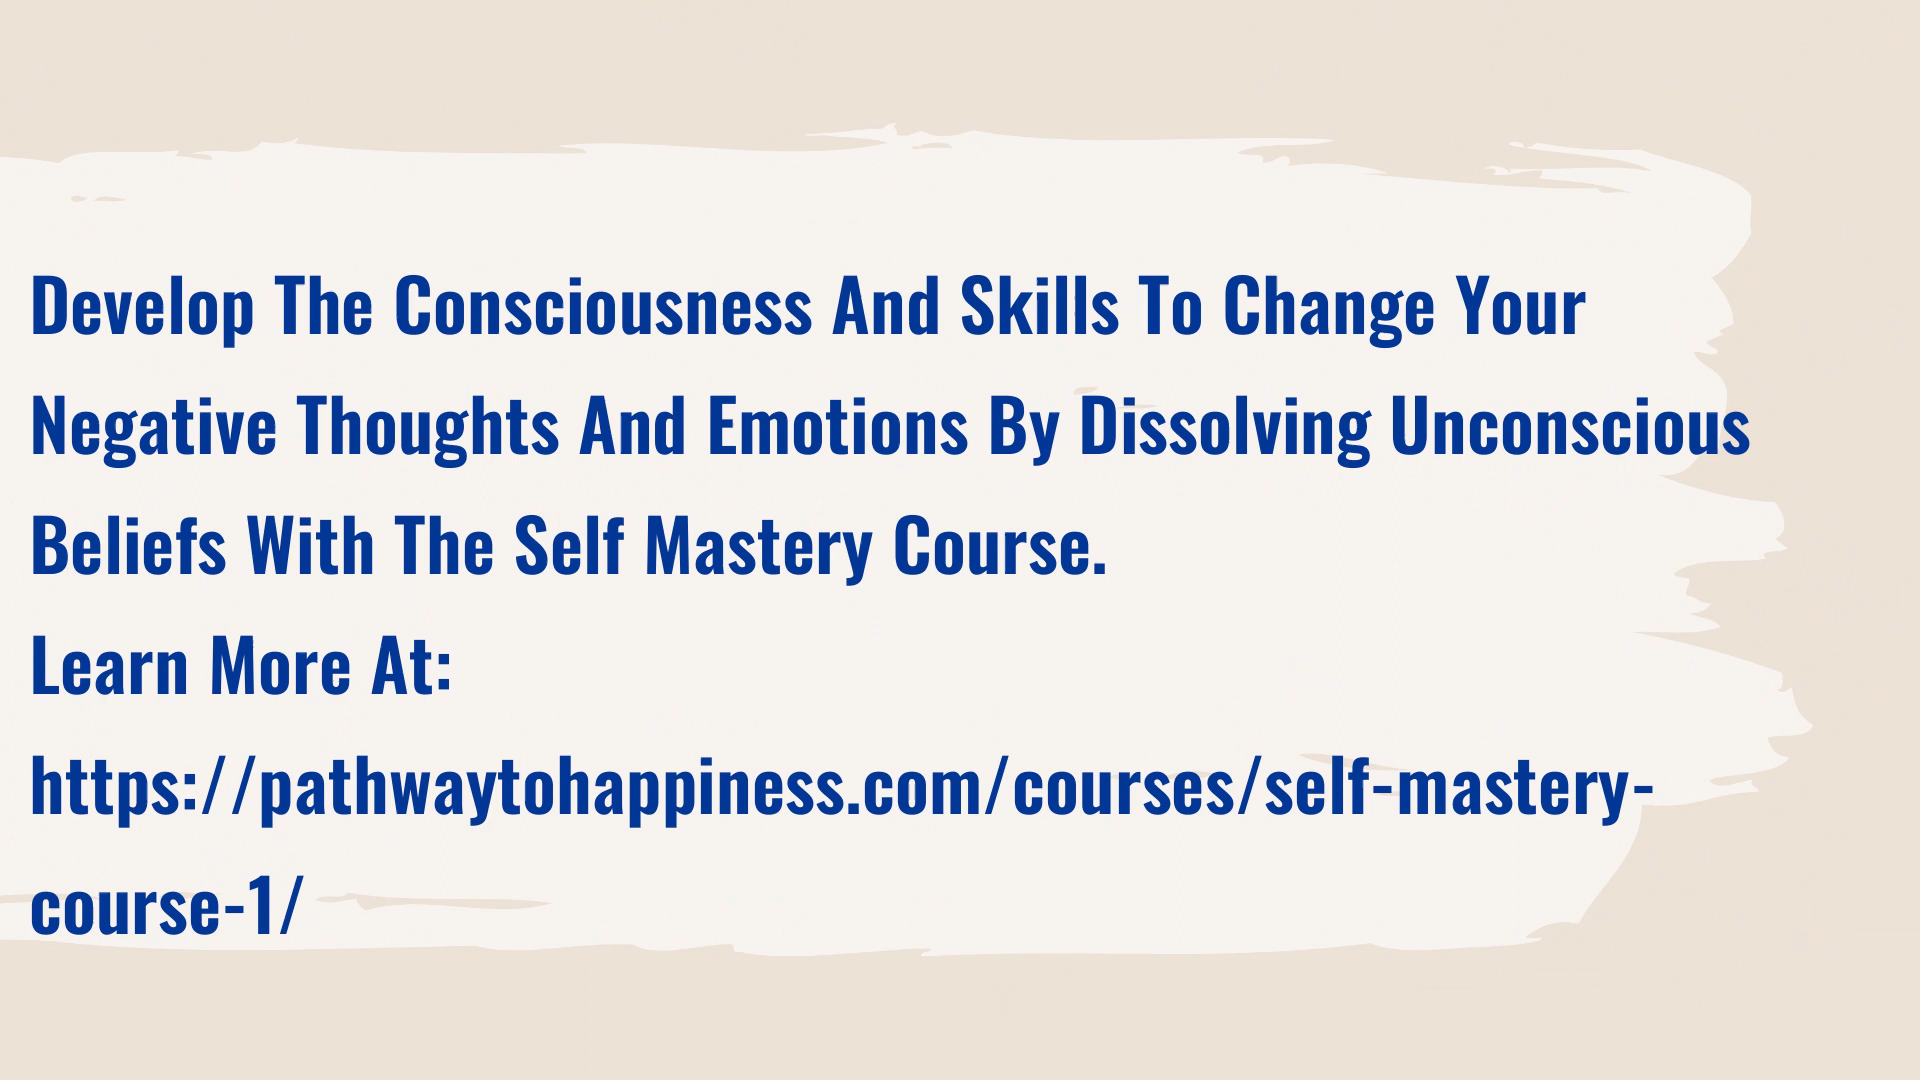 Develop The Consciousness And Skills To Change Your
Negative Thoughts And Emotions By Dissolving Unconscious
Beliefs With The Self Mastery Course.
Learn More At:
https://pathwaytohappiness.com/courses/self-mastery-
course-1/